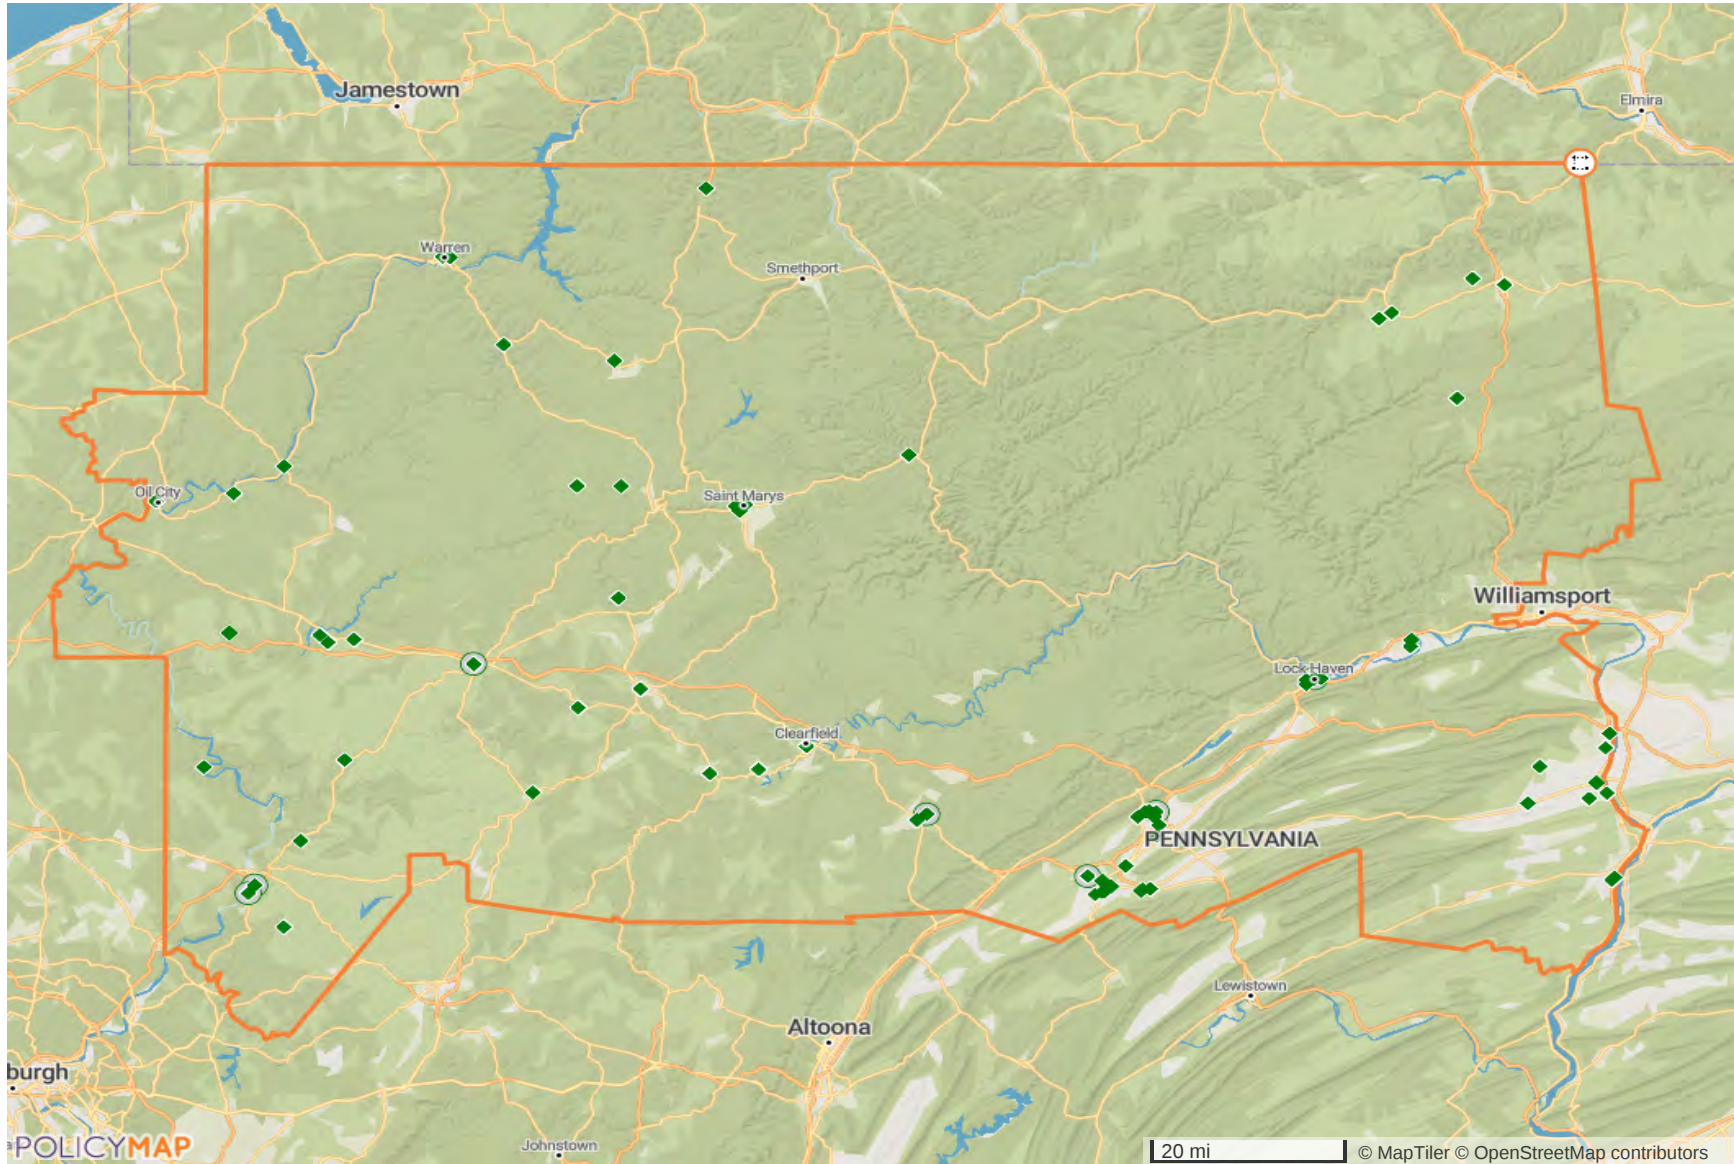 Jamestown
Elmira
Warren
Smethport
Oil City
Saint Marys
Williamsport
Lock Haven
Clearfield
PENNSYLVANIA
Lewistown
Altoona
burgh
Johnstown
POLICYMAP
20 mi
© MapTiler © OpenStreetMap contributors